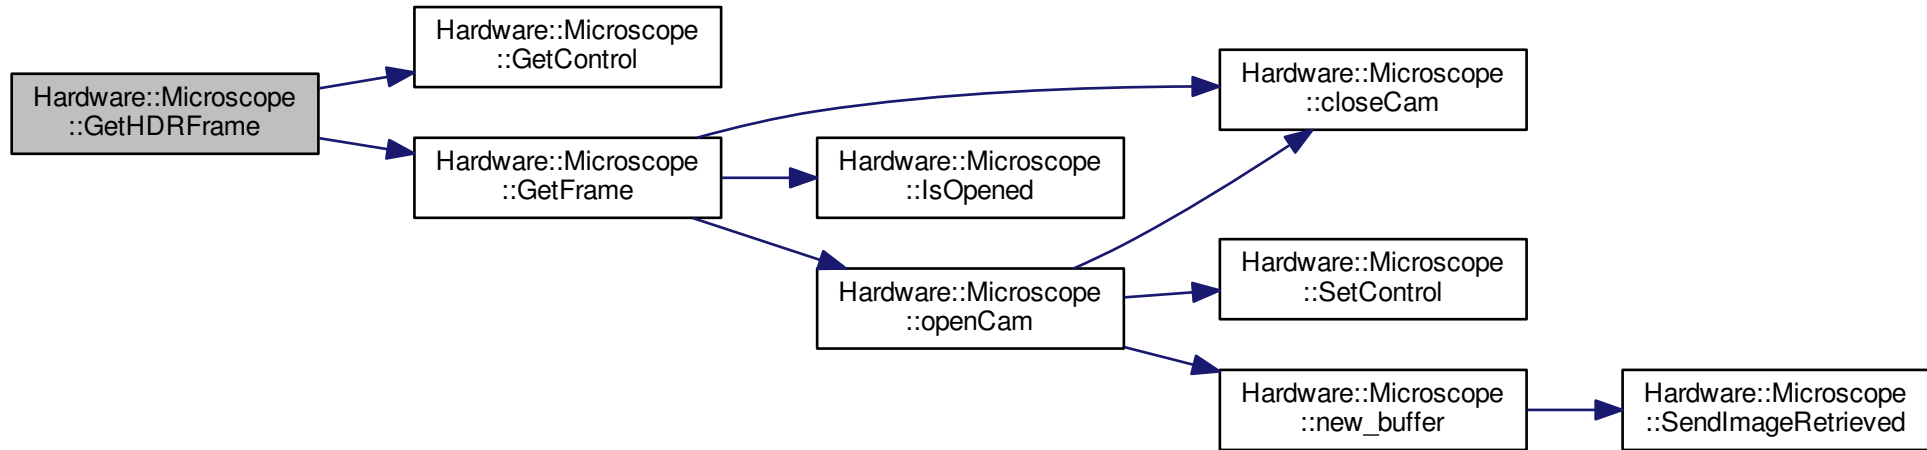 Hardware::Microscope
::GetHDRFrame
Hardware::Microscope
::GetControl
Hardware::Microscope
::GetFrame
Hardware::Microscope
::IsOpened
Hardware::Microscope
::openCam
Hardware::Microscope
::closeCam
Hardware::Microscope
::SetControl
Hardware::Microscope
::new_buffer
Hardware::Microscope
::SendImageRetrieved